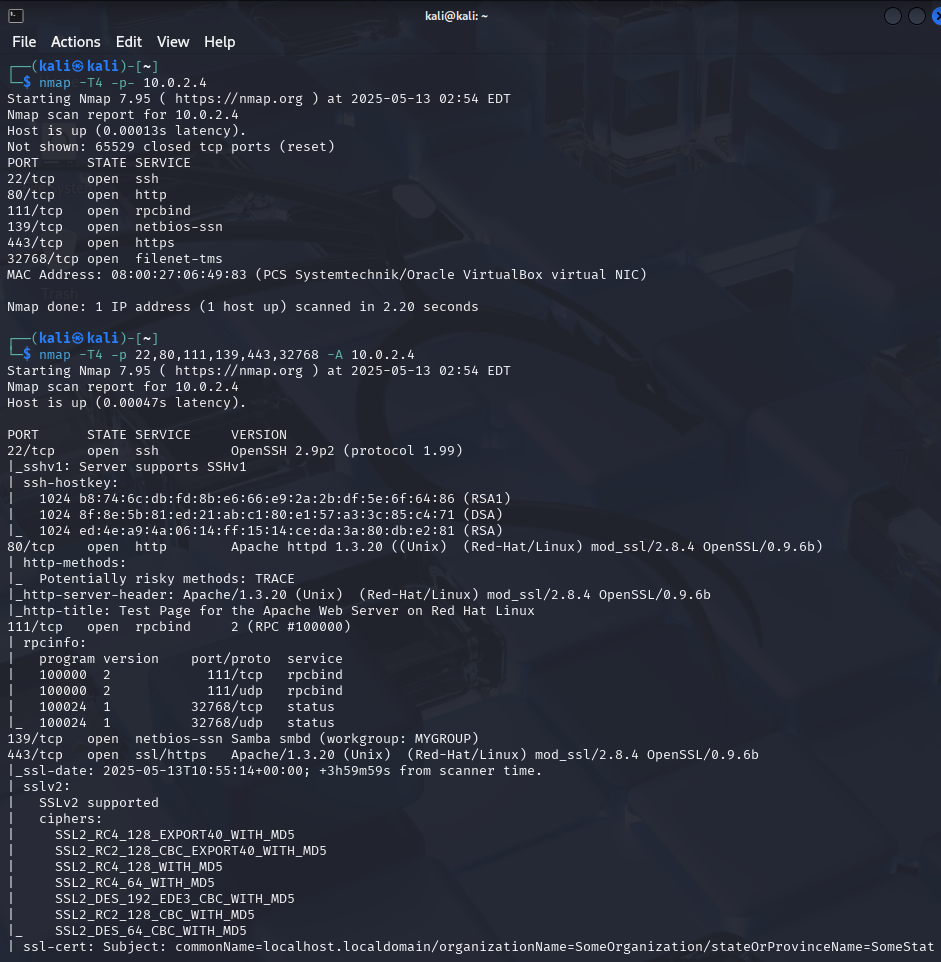 kali@kali: ~
File Actions Edit View Help
┌──(kali㉿kali)-[~]
└─$ nmap -T4 -p- 10.0.2.4
Starting Nmap 7.95 ( https://nmap.org ) at 2025-05-13 02:54 EDT
Nmap scan report for 10.0.2.4
Host is up (0.00013s latency).
Not shown: 65529 closed tcp ports (reset)
PORT      STATE SERVICE
22/tcp    open  ssh
80/tcp    open  http
111/tcp   open  rpcbind
139/tcp   open  netbios-ssn
443/tcp   open  https
32768/tcp open  filenet-tms
MAC Address: 08:00:27:06:49:83 (PCS Systemtechnik/Oracle VirtualBox virtual NIC)
Trash
Nmap done: 1 IP address (1 host up) scanned in 2.20 seconds
┌──(kali㉿kali)-[~]
└─$ nmap -T4 -p 22,80,111,139,443,32768 -A 10.0.2.4
Starting Nmap 7.95 ( https://nmap.org ) at 2025-05-13 02:54 EDT
Nmap scan report for 10.0.2.4
Host is up (0.00047s latency).
PORT      STATE SERVICE     VERSION
22/tcp    open  ssh         OpenSSH 2.9p2 (protocol 1.99)
|_sshv1: Server supports SSHv1
| ssh-hostkey:
|   1024 b8:74:6c:db:fd:8b:e6:66:e9:2a:2b:df:5e:6f:64:86 (RSA1)
|   1024 8f:8e:5b:81:ed:21:ab:c1:80:e1:57:a3:3c:85:c4:71 (DSA)
|_  1024 ed:4e:a9:4a:06:14:ff:15:14:ce:da:3a:80:db:e2:81 (RSA)
80/tcp    open  http        Apache httpd 1.3.20 ((Unix)  (Red-Hat/Linux) mod_ssl/2.8.4 OpenSSL/0.9.6b)
| http-methods:
|_  Potentially risky methods: TRACE
|_http-server-header: Apache/1.3.20 (Unix)  (Red-Hat/Linux) mod_ssl/2.8.4 OpenSSL/0.9.6b
|_http-title: Test Page for the Apache Web Server on Red Hat Linux
111/tcp   open  rpcbind     2 (RPC #100000)
| rpcinfo:
|   program version    port/proto  service
|   100000  2            111/tcp   rpcbind
|   100000  2            111/udp   rpcbind
|   100024  1          32768/tcp   status
|_  100024  1          32768/udp   status
139/tcp   open  netbios-ssn Samba smbd (workgroup: MYGROUP)
443/tcp   open  ssl/https   Apache/1.3.20 (Unix)  (Red-Hat/Linux) mod_ssl/2.8.4 OpenSSL/0.9.6b
|_ssl-date: 2025-05-13T10:55:14+00:00; +3h59m59s from scanner time.
| sslv2:
|   SSLv2 supported
|   ciphers:
|     SSL2_RC4_128_EXPORT40_WITH_MD5
|     SSL2_RC2_128_CBC_EXPORT40_WITH_MD5
|     SSL2_RC4_128_WITH_MD5
|     SSL2_RC4_64_WITH_MD5
|     SSL2_DES_192_EDE3_CBC_WITH_MD5
|     SSL2_RC2_128_CBC_WITH_MD5
|_    SSL2_DES_64_CBC_WITH_MD5
| ssl-cert: Subject: commonName=localhost.localdomain/organizationName=SomeOrganization/stateOrProvinceName=SomeStat